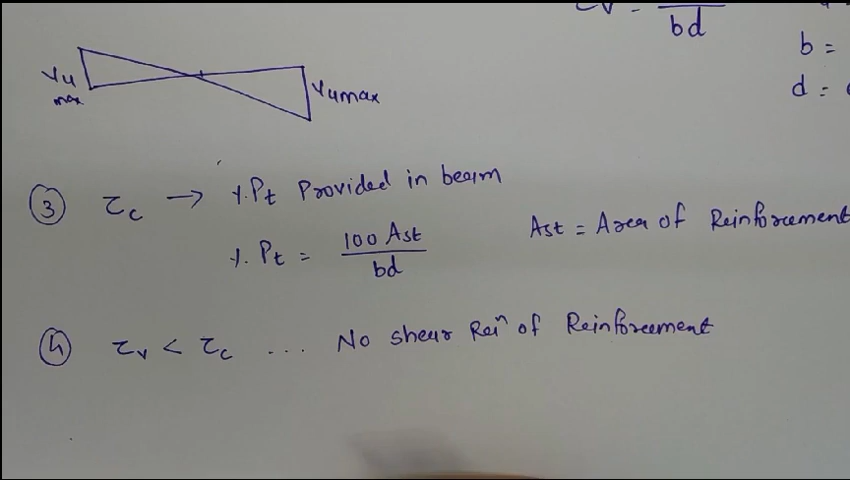 bd
b =
d =
Vu max
Vumax
③ τc → %Pt Provided in beam
%Pt = 100 Ast / bd
Ast = Area of Reinforcement
④ τv < τc ... No shear Reiⁿ of Reinforcement